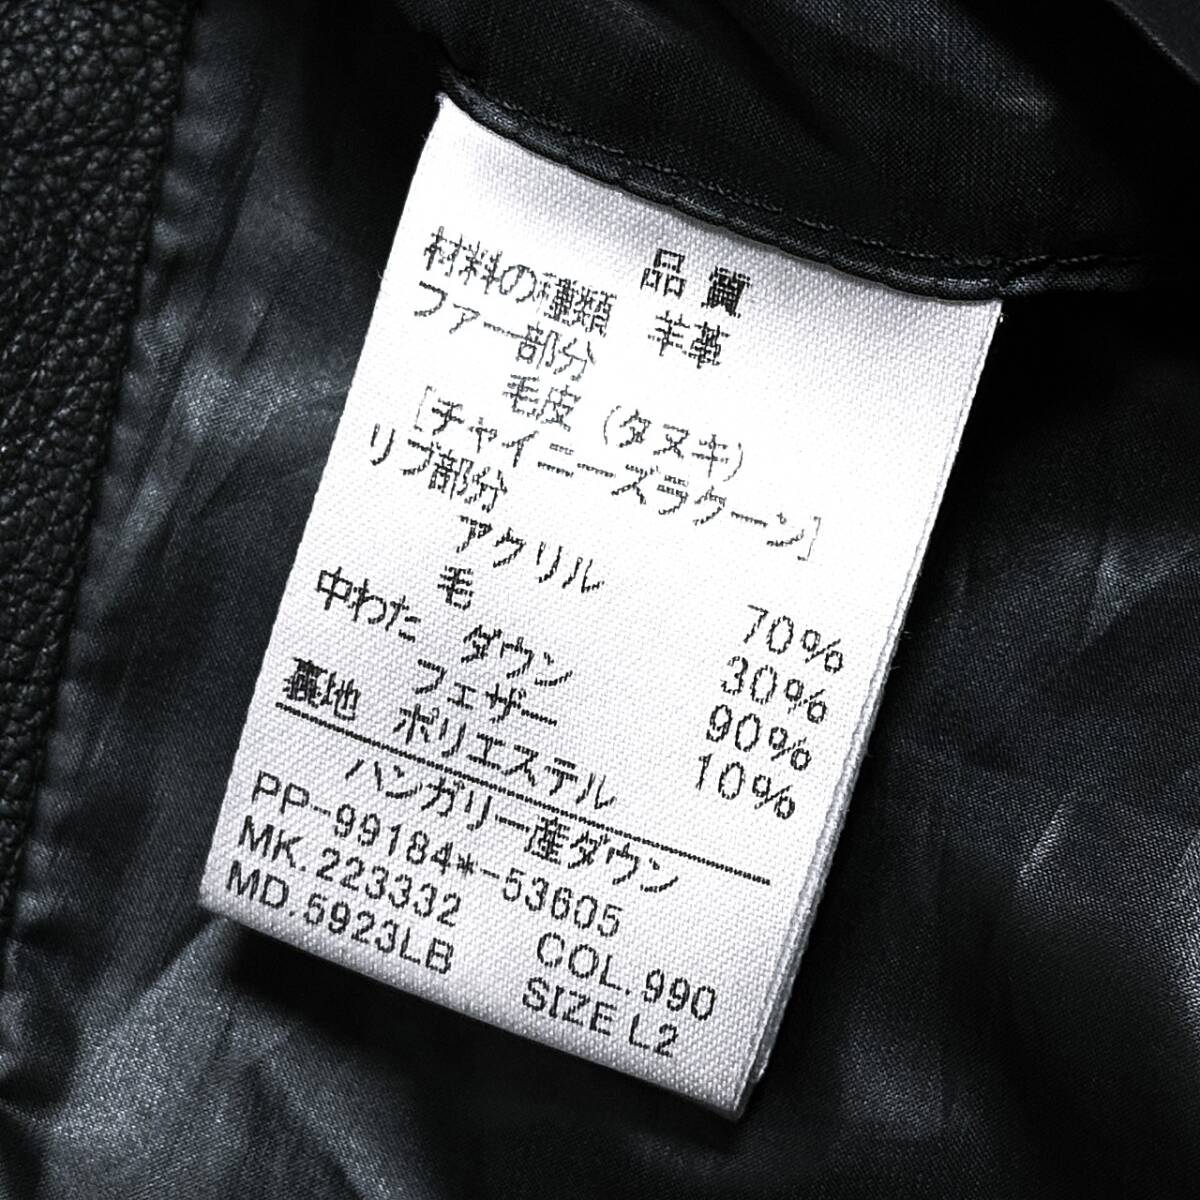 品質
材料の種類 羊革
ファー部分
毛皮（タヌキ）
［チャイニーズラクーン］
リブ部分
アクリル 70%
毛 30%
中わた ダウン 90%
フェザー 10%
裏地 ポリエステル
ハンガリー産ダウン
PP-99184*-53605
MK.223332 COL.990
MD.5923LB SIZE L2